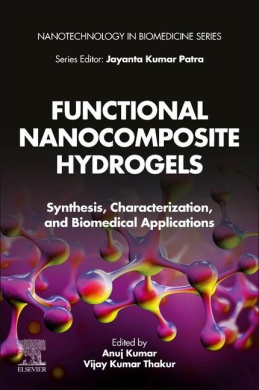 NANOTECHNOLOGY IN BIOMEDICINE SERIES
Series Editor: Jayanta Kumar Patra
FUNCTIONAL
NANOCOMPOSITE
HYDROGELS
Synthesis, Characterization,
and Biomedical Applications
Edited by
Anuj Kumar
Vijay Kumar Thakur
ELSEVIER